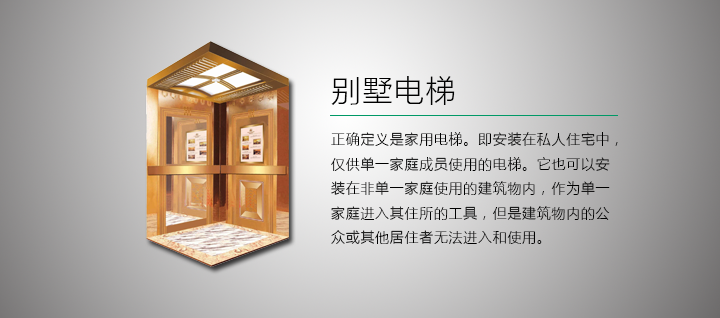 别墅电梯
正确定义是家用电梯。即安装在私人住宅中，
仅供单一家庭成员使用的电梯。它也可以安
装在非单一家庭使用的建筑物内，作为单一
家庭进入其住所的工具，但是建筑物内的公
众或其他居住者无法进入和使用。